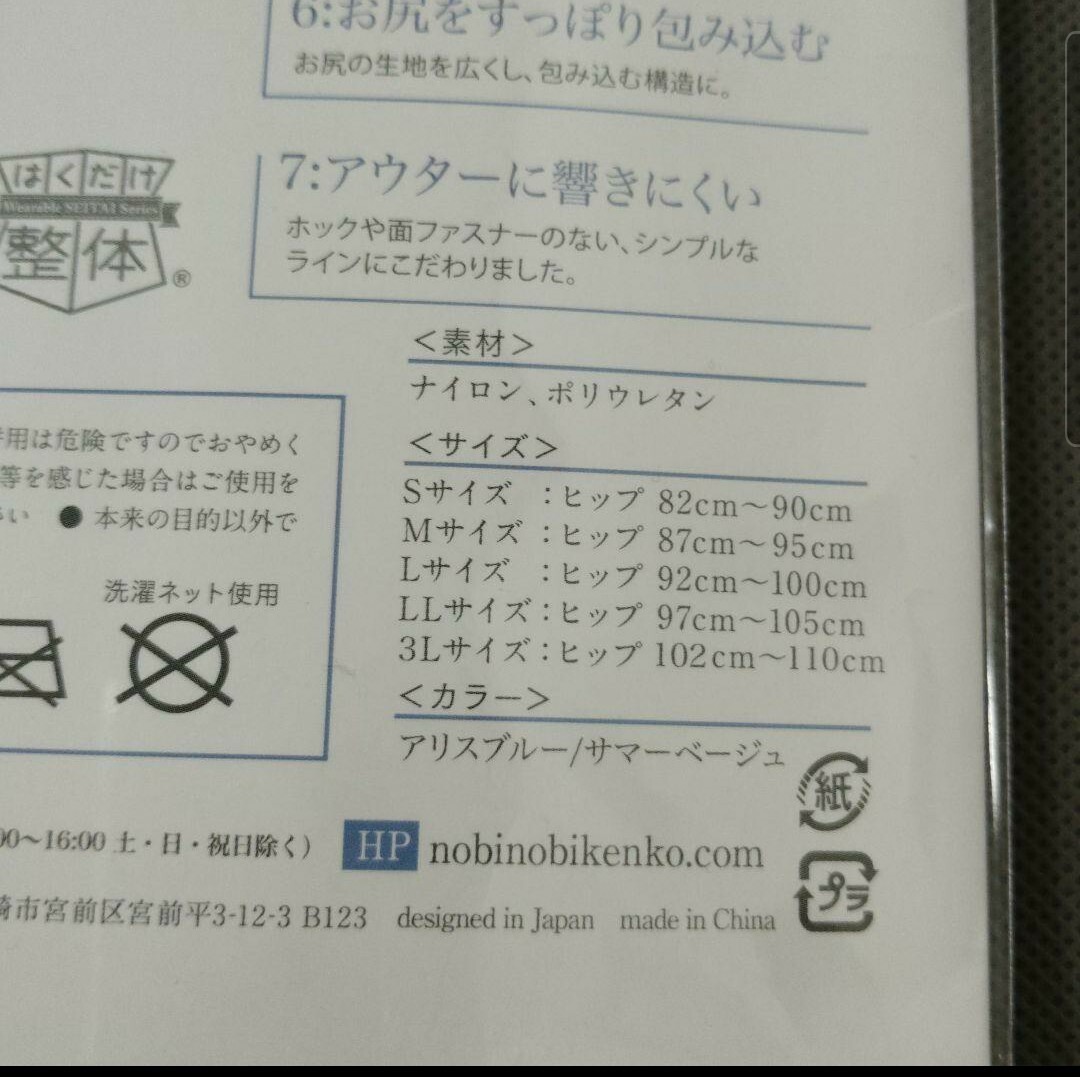 6:お尻をすっぽり包み込む
お尻の生地を広くし、包み込む構造に。
はくだけ
Wearable SEITAI Series
整体
®
7:アウターに響きにくい
ホックや面ファスナーのない、シンプルな
ラインにこだわりました。
＜素材＞
ナイロン、ポリウレタン
＜サイズ＞
Sサイズ ：ヒップ 82cm～90cm
Mサイズ ：ヒップ 87cm～95cm
Lサイズ ：ヒップ 92cm～100cm
LLサイズ：ヒップ 97cm～105cm
3Lサイズ：ヒップ 102cm～110cm
＜カラー＞
アリスブルー/サマーベージュ
用は危険ですのでおやめく
等を感じた場合はご使用を
い ● 本来の目的以外で
洗濯ネット使用
紙
プラ
00～16:00 土・日・祝日除く）
HP nobinobikenko.com
崎市宮前区宮前平3-12-3 B123 designed in Japan made in China